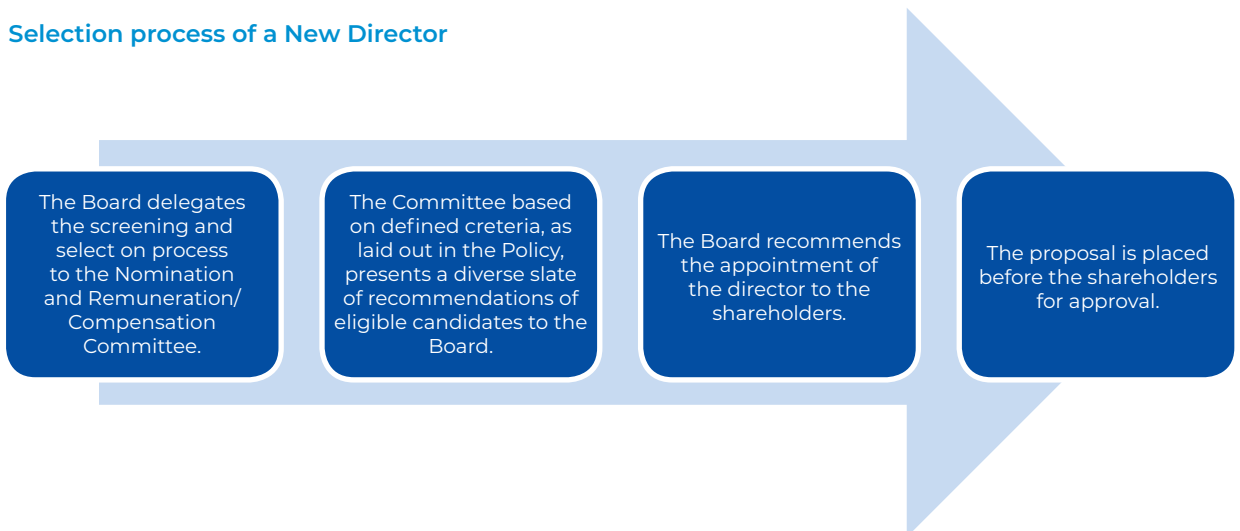 Selection process of a New Director
The Board delegates
the screening and
select on process
to the Nomination
and Remuneration/
Compensation
Committee.
The Committee based
on defined creteria, as
laid out in the Policy,
presents a diverse slate
of recommendations of
eligible candidates to the
Board.
The Board recommends
the appointment of
the director to the
shareholders.
The proposal is placed
before the shareholders
for approval.